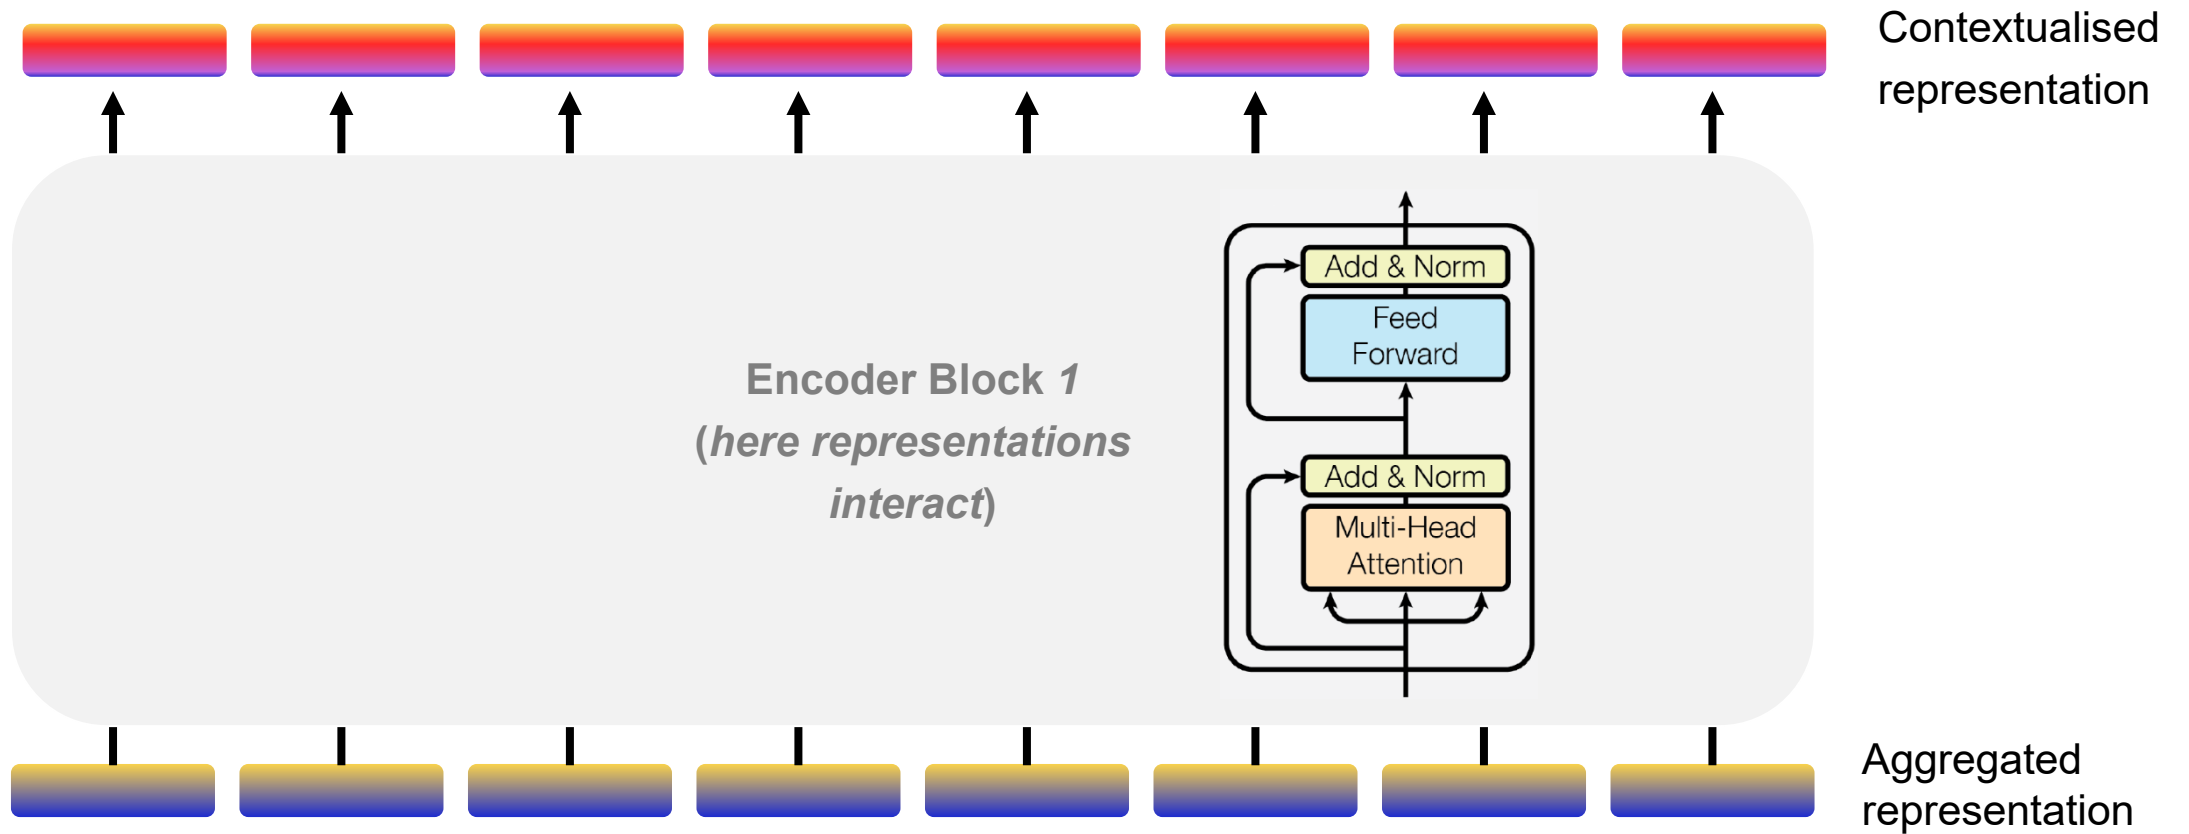 Contextualised
representation
Add & Norm
Feed
Forward
Encoder Block 1
(here representations
interact)
Add & Norm
Multi-Head
Attention
Aggregated
representation